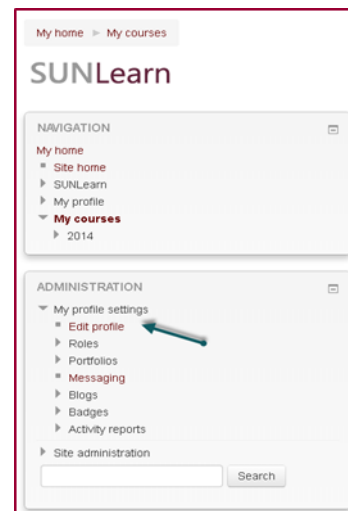 My home ► My courses
SUNLearn
NAVIGATION
My home
Site home
SUNLearn
My profile
My courses
2014
ADMINISTRATION
My profile settings
Edit profile
Roles
Portfolios
Messaging
Blogs
Badges
Activity reports
Site administration
Search